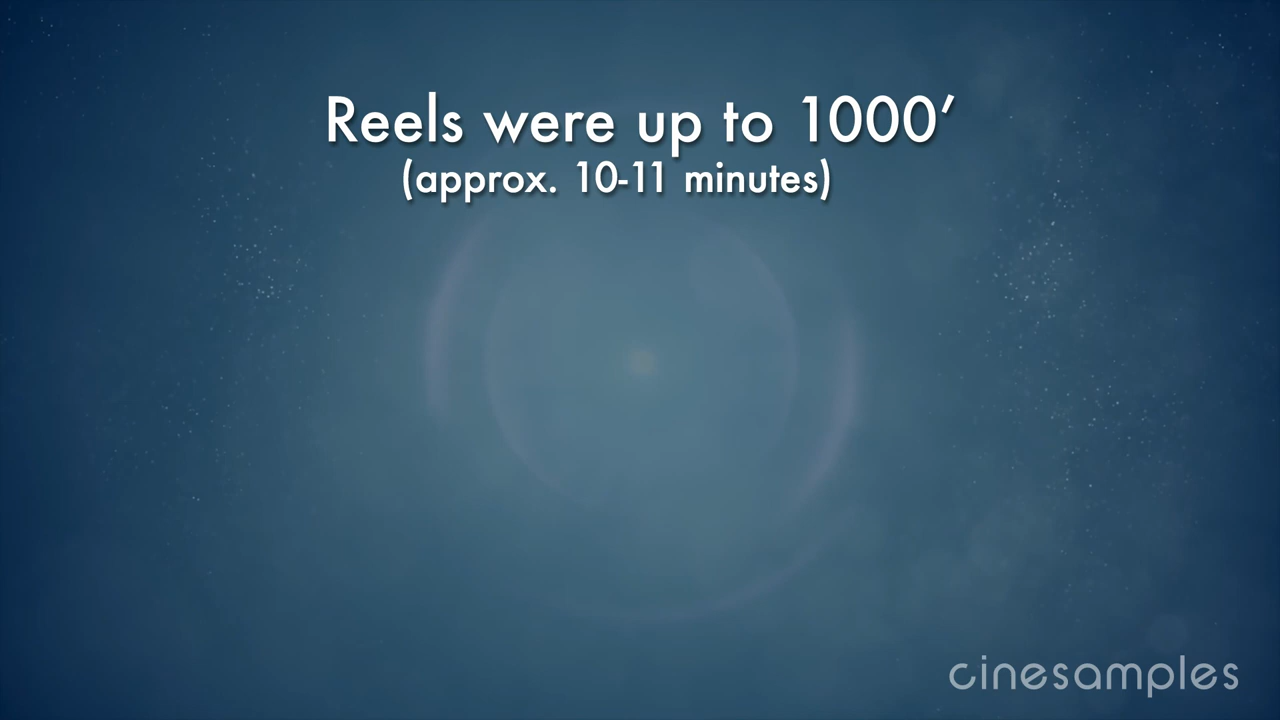 Reels were up to 1000’
(approx. 10-11 minutes)
cinesamples